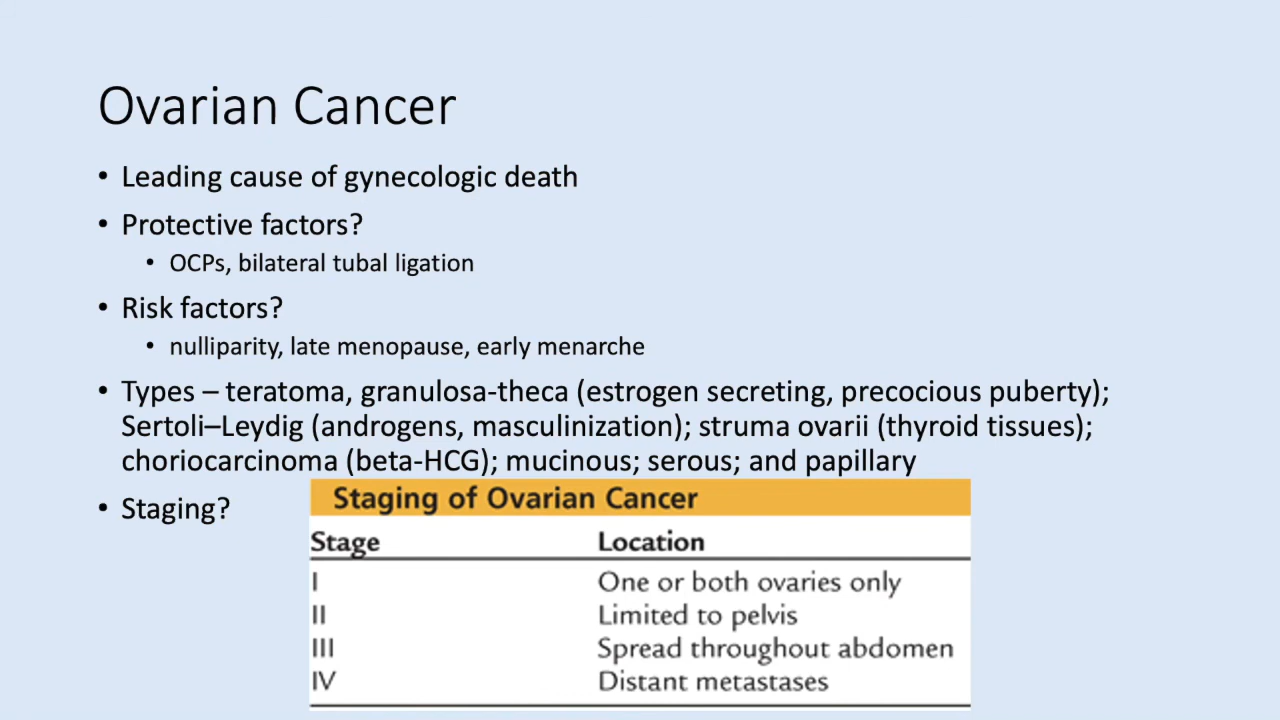 Ovarian Cancer
• Leading cause of gynecologic death
• Protective factors?
• OCPs, bilateral tubal ligation
• Risk factors?
• nulliparity, late menopause, early menarche
• Types – teratoma, granulosa-theca (estrogen secreting, precocious puberty);
Sertoli–Leydig (androgens, masculinization); struma ovarii (thyroid tissues);
choriocarcinoma (beta-HCG); mucinous; serous; and papillary
• Staging?
Staging of Ovarian Cancer
Stage Location
I One or both ovaries only
II Limited to pelvis
III Spread throughout abdomen
IV Distant metastases